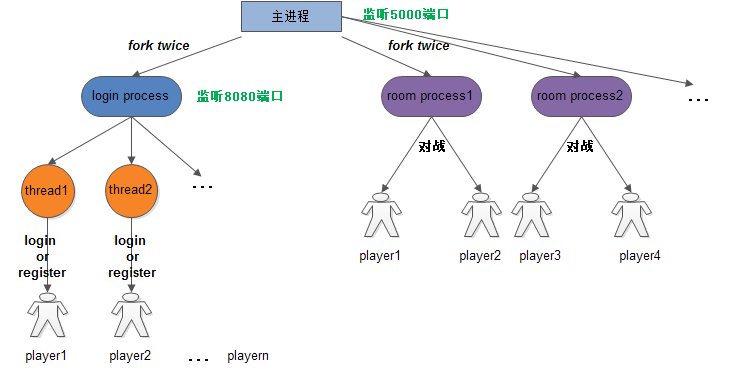 主进程
监听5000端口
fork twice
fork twice
login process
监听8080端口
room process1
room process2
...
对战
对战
thread1
thread2
...
login
or
register
login
or
register
player1
player2
player3
player4
player1
player2
...
playern